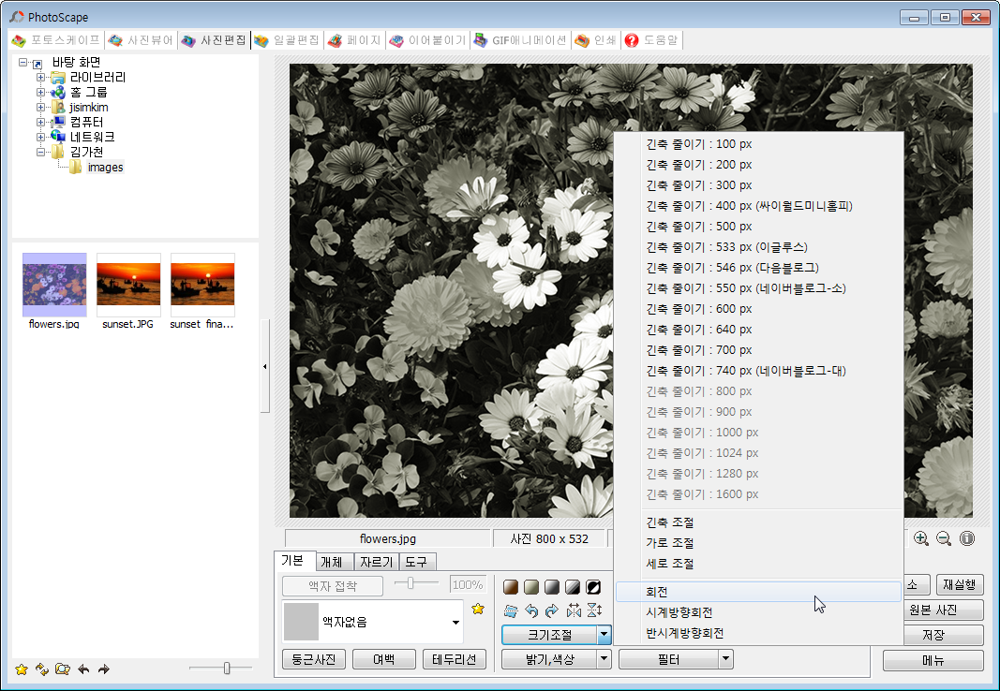 PhotoScape
포토스케이프 사진뷰어 사진편집 일괄편집 페이지 이어붙이기 GIF애니메이션 인쇄 도움말
바탕 화면
라이브러리
홈 그룹
jisimkim
컴퓨터
네트워크
김가천
images
flowers.jpg sunset.JPG sunset_fina...
긴축 줄이기 : 100 px
긴축 줄이기 : 200 px
긴축 줄이기 : 300 px
긴축 줄이기 : 400 px (싸이월드미니홈피)
긴축 줄이기 : 500 px
긴축 줄이기 : 533 px (이글루스)
긴축 줄이기 : 546 px (다음블로그)
긴축 줄이기 : 550 px (네이버블로그-소)
긴축 줄이기 : 600 px
긴축 줄이기 : 640 px
긴축 줄이기 : 700 px
긴축 줄이기 : 740 px (네이버블로그-대)
긴축 줄이기 : 800 px
긴축 줄이기 : 900 px
긴축 줄이기 : 1000 px
긴축 줄이기 : 1024 px
긴축 줄이기 : 1280 px
긴축 줄이기 : 1600 px
긴축 조절
가로 조절
세로 조절
회전
시계방향회전
반시계방향회전
flowers.jpg 사진 800 x 532
기본 개체 자르기 도구
액자 접착 100%
액자없음
둥근사진 여백 테두리선
크기조절
밝기,색상 필터
소 재실행
원본 사진
저장
메뉴